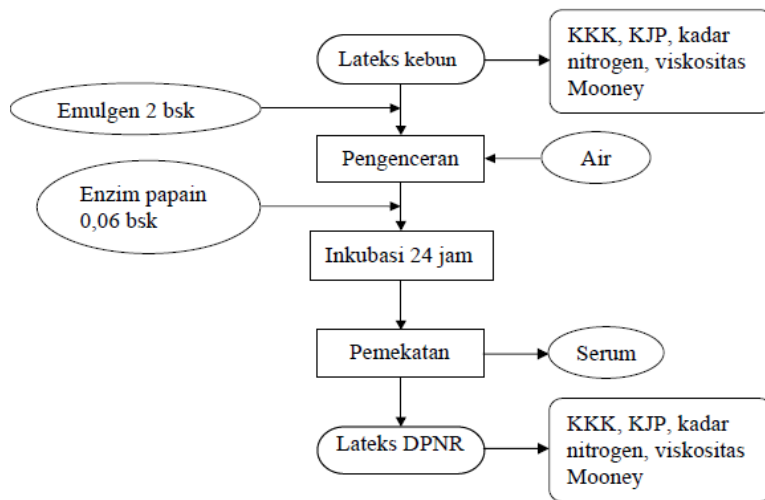 Lateks kebun
KKK, KJP, kadar
nitrogen, viskositas
Mooney
Emulgen 2 bsk
Pengenceran
Air
Enzim papain
0,06 bsk
Inkubasi 24 jam
Pemekatan
Serum
Lateks DPNR
KKK, KJP, kadar
nitrogen, viskositas
Mooney